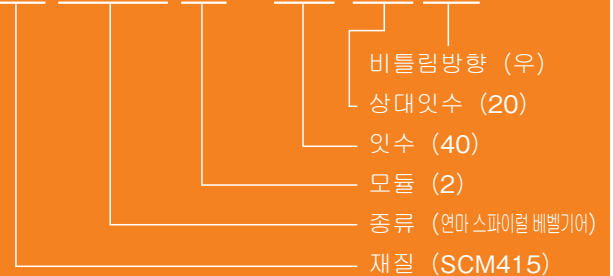 비틀림방향 (우)
상대잇수 (20)
잇수 (40)
모듈 (2)
종류 (연마 스파이럴 베벨기어)
재질 (SCM415)